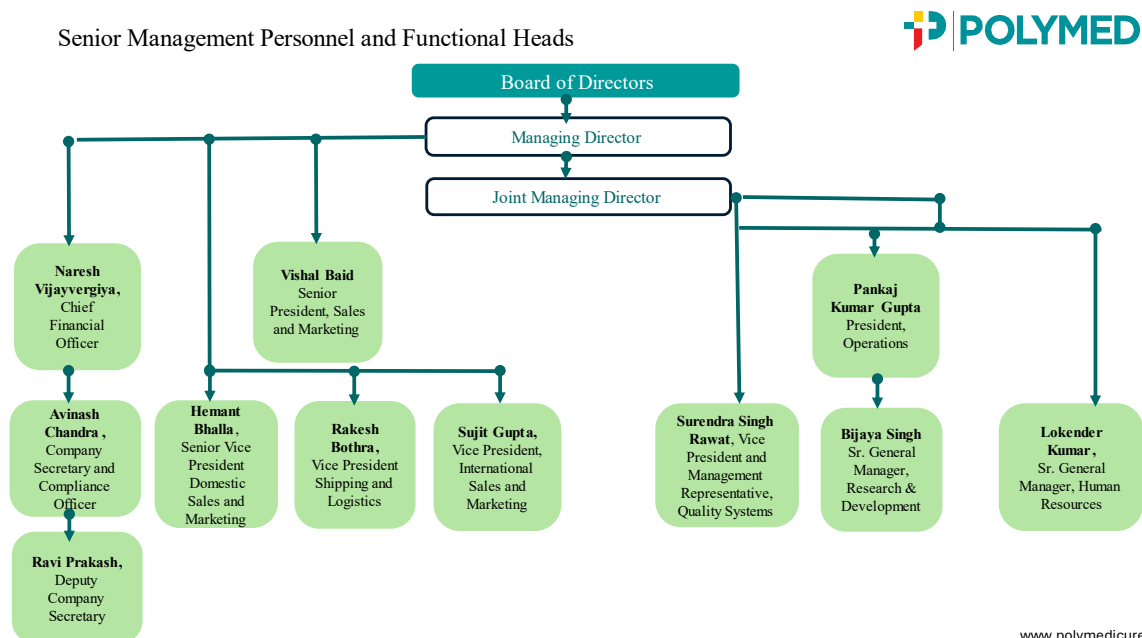 Senior Management Personnel and Functional Heads
POLYMED
Board of Directors
Managing Director
Joint Managing Director
Naresh
Vijayvergiya,
Chief
Financial
Officer
Vishal Baid
Senior
President, Sales
and Marketing
Pankaj
Kumar Gupta
President,
Operations
Avinash
Chandra,
Company
Secretary and
Compliance
Officer
Hemant
Bhalla,
Senior Vice
President
Domestic
Sales and
Marketing
Rakesh
Bothra,
Vice President
Shipping and
Logistics
Sujit Gupta,
Vice President,
International
Sales and
Marketing
Surendra Singh
Rawat, Vice
President and
Management
Representative,
Quality Systems
Bijaya Singh
Sr. General
Manager,
Research &
Development
Lokender
Kumar,
Sr. General
Manager, Human
Resources
Ravi Prakash,
Deputy
Company
Secretary
www.polymedicure